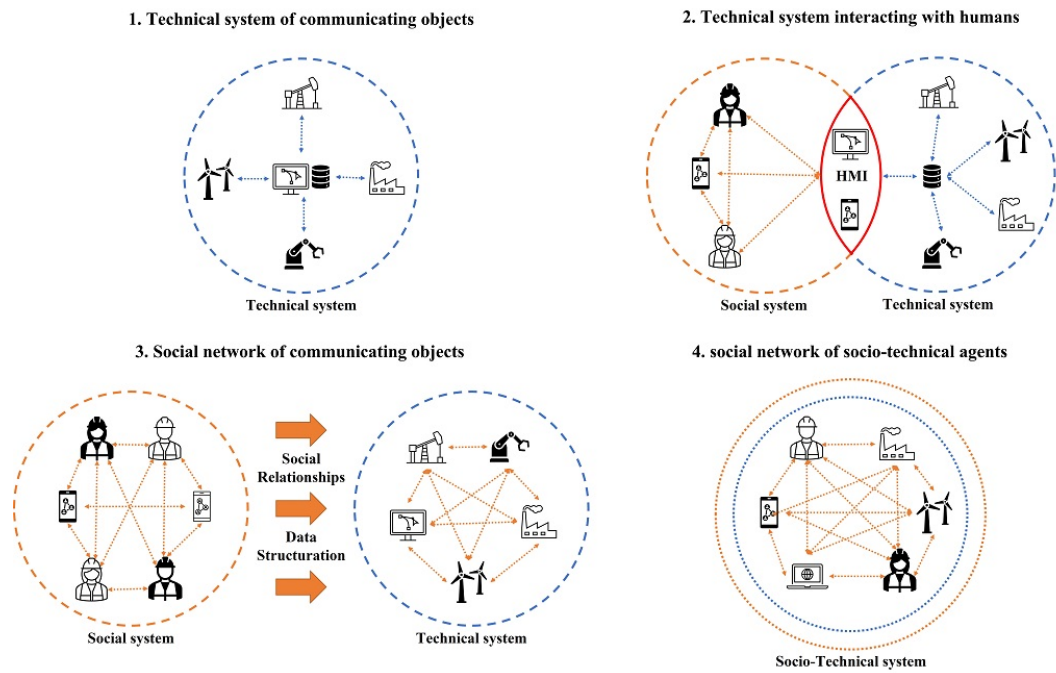 1. Technical system of communicating objects
2. Technical system interacting with humans
HMI
Technical system
Social system
Technical system
3. Social network of communicating objects
4. social network of socio-technical agents
Social
Relationships
Data
Structuration
Social system
Technical system
Socio-Technical system